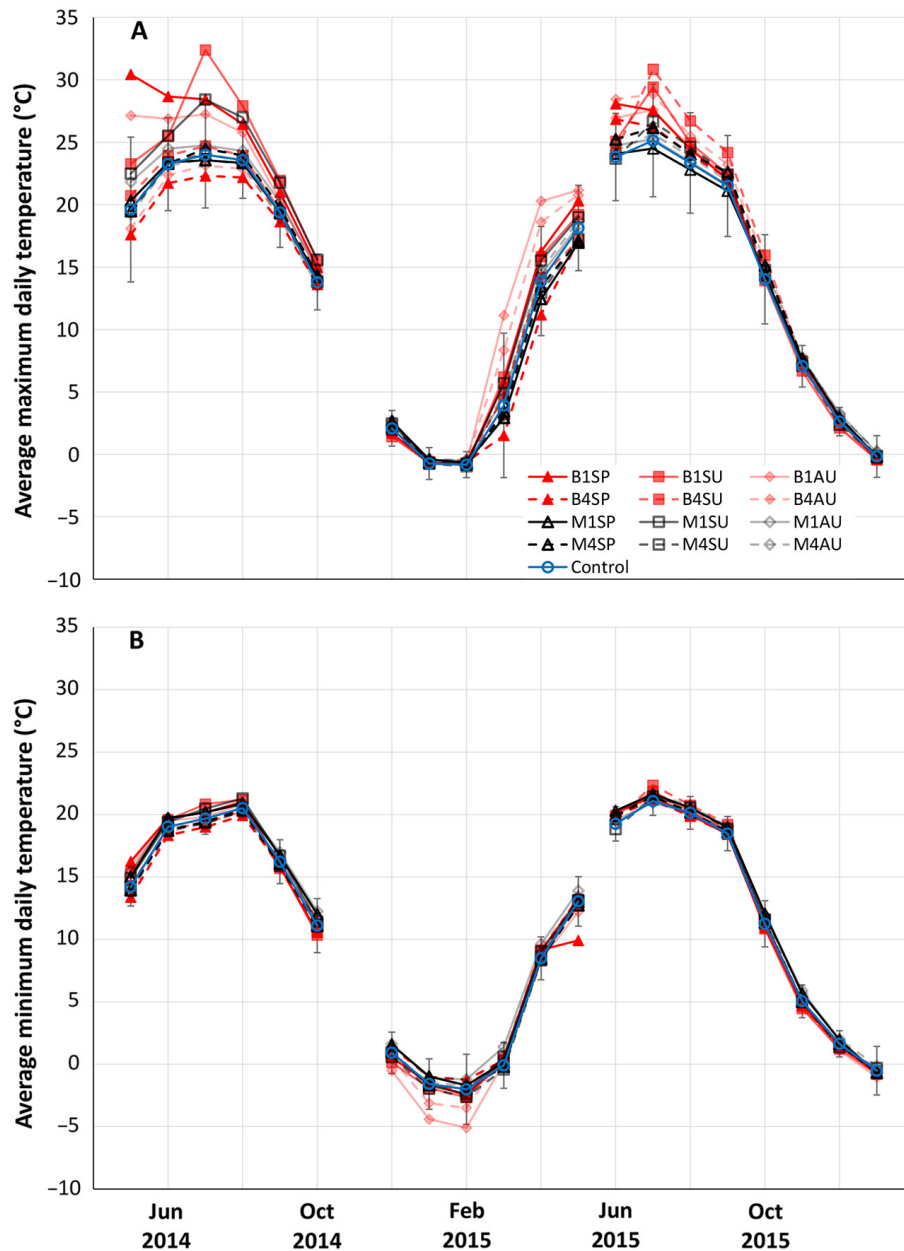 A
Average maximum daily temperature (°C)
35
30
25
20
15
10
5
0
−5
−10
B1SP B1SU B1AU
B4SP B4SU B4AU
M1SP M1SU M1AU
M4SP M4SU M4AU
Control
B
Average minimum daily temperature (°C)
35
30
25
20
15
10
5
0
−5
−10
Jun Oct Feb Jun Oct
2014 2014 2015 2015 2015